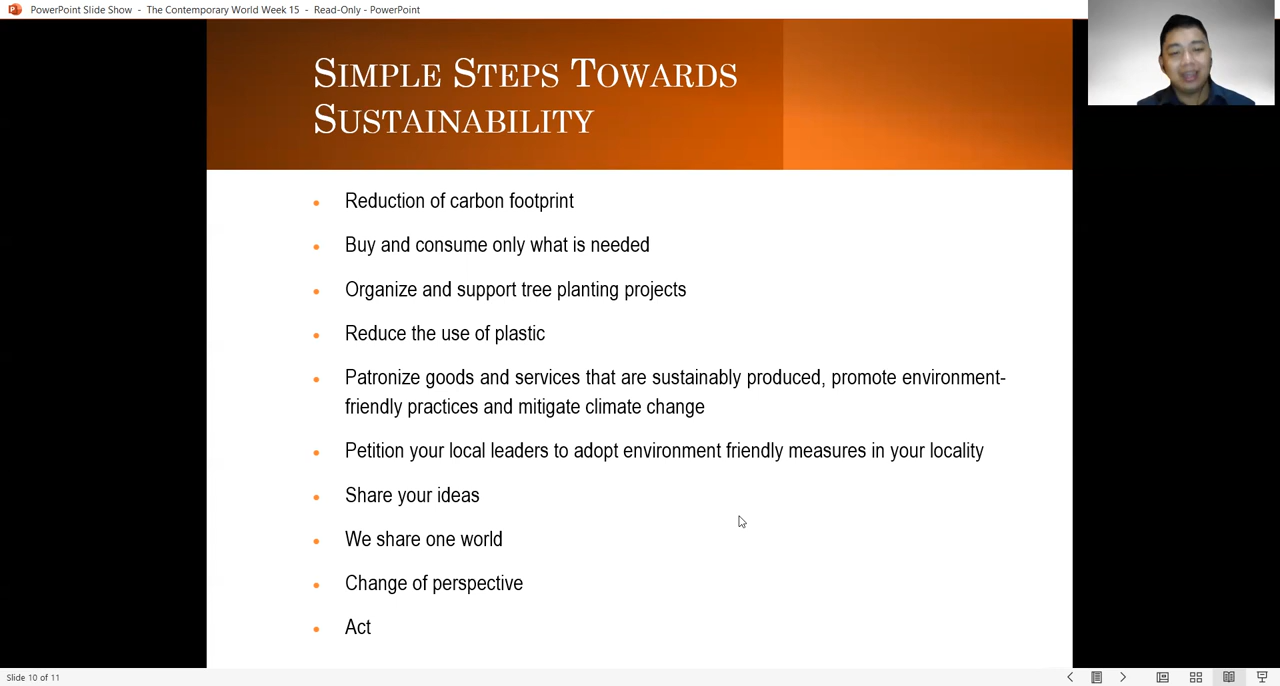 PowerPoint Slide Show - The Contemporary World Week 15 - Read-Only - PowerPoint
SIMPLE STEPS TOWARDS
SUSTAINABILITY
• Reduction of carbon footprint
• Buy and consume only what is needed
• Organize and support tree planting projects
• Reduce the use of plastic
• Patronize goods and services that are sustainably produced, promote environment-
friendly practices and mitigate climate change
• Petition your local leaders to adopt environment friendly measures in your locality
• Share your ideas
• We share one world
• Change of perspective
• Act
Slide 10 of 11